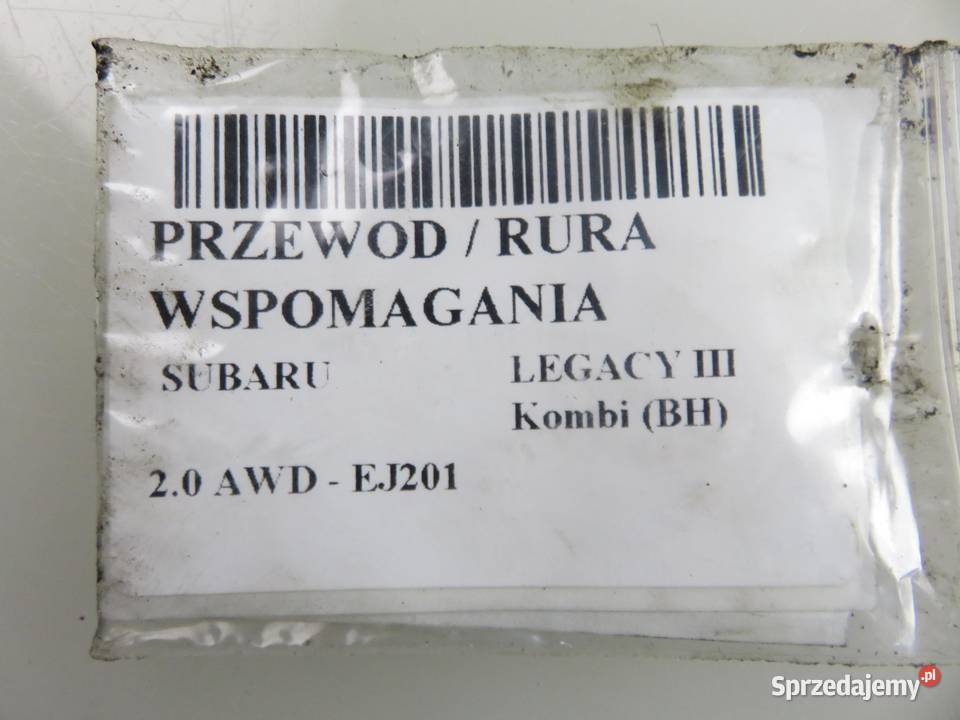 PRZEWOD / RURA
WSPOMAGANIA
SUBARU LEGACY III
Kombi (BH)
2.0 AWD - EJ201
Sprzedajemy.pl